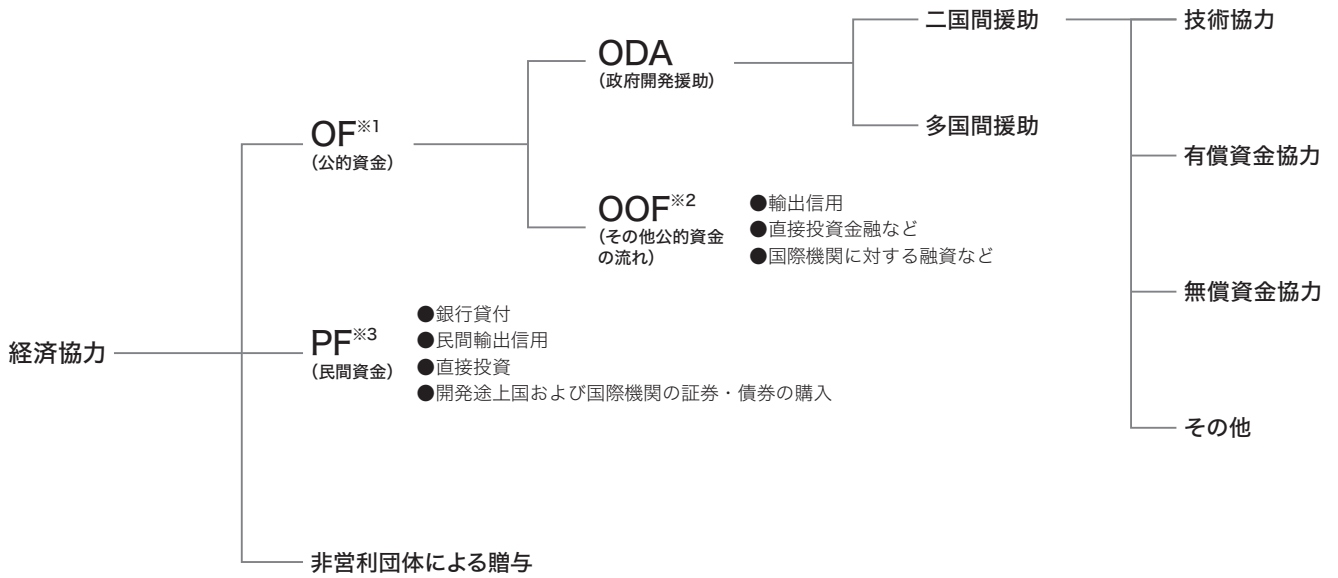 経済協力
OF※1
(公的資金)
ODA
(政府開発援助)
二国間援助
技術協力
有償資金協力
無償資金協力
その他
多国間援助
OOF※2
(その他公的資金
の流れ)
●輸出信用
●直接投資金融など
●国際機関に対する融資など
PF※3
(民間資金)
●銀行貸付
●民間輸出信用
●直接投資
●開発途上国および国際機関の証券・債券の購入
非営利団体による贈与